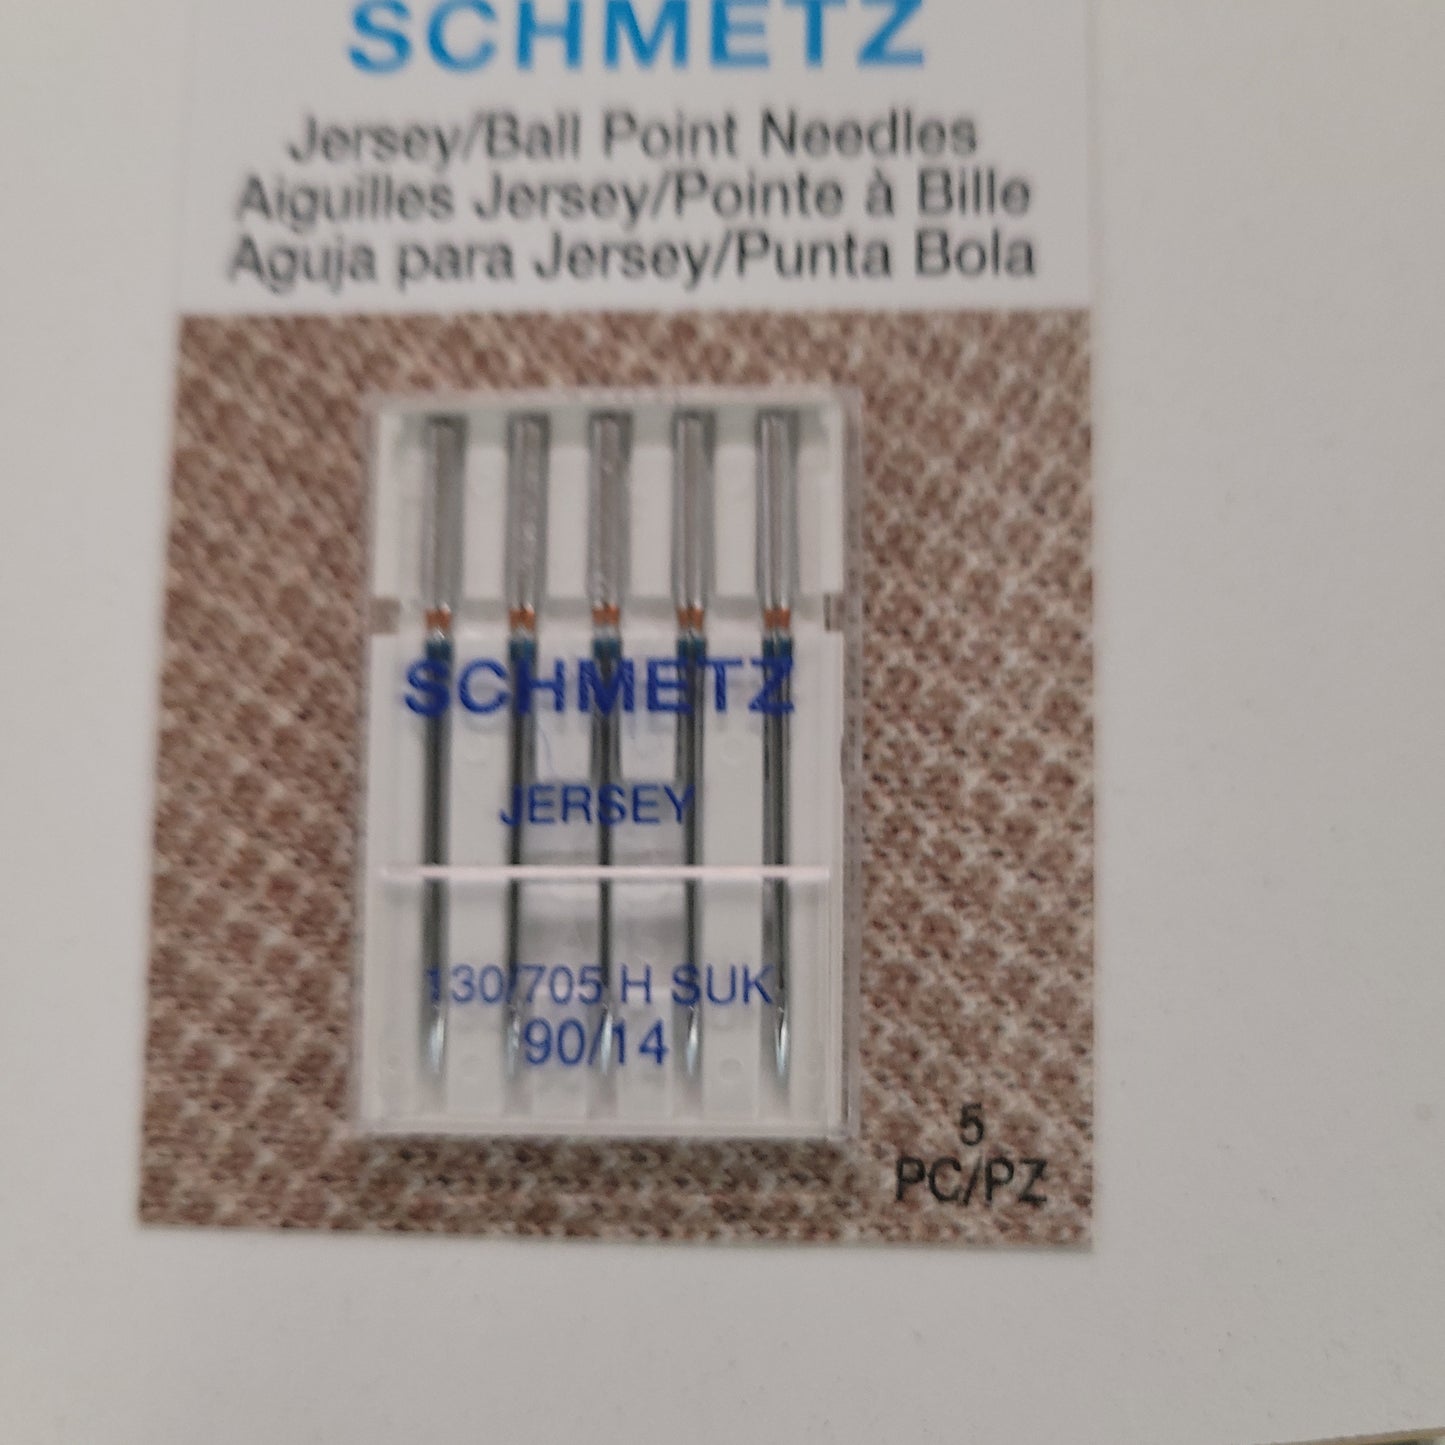 SCHMETZ
Jersey/Ball Point Needles
Aiguilles Jersey/Pointe à Bille
Aguja para Jersey/Punta Bola
SCHMETZ
JERSEY
130/705 H SUK
90/14
5
PC/PZ